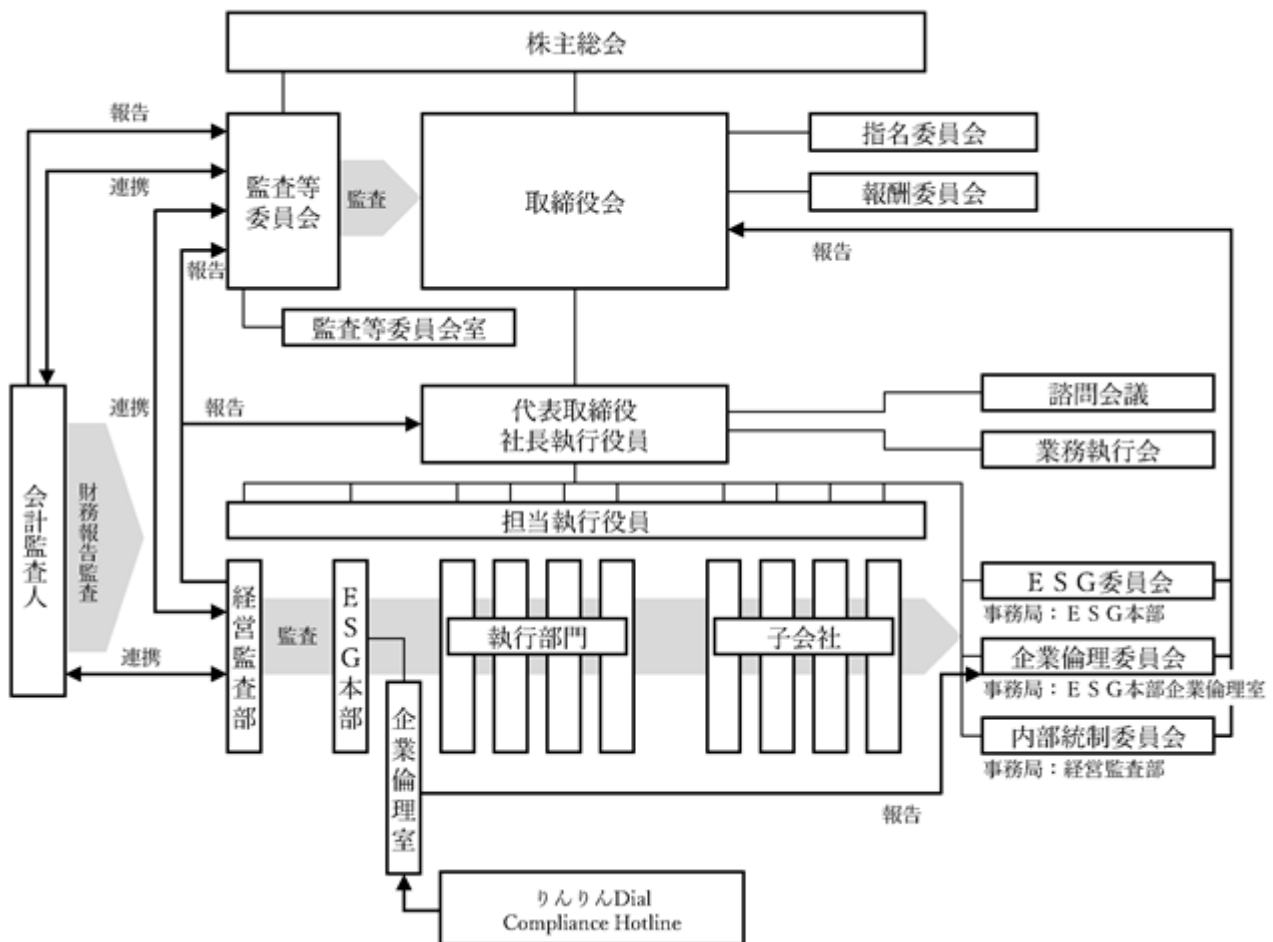 株主総会
報告
連携
監査等
委員会
監査
取締役会
指名委員会
報酬委員会
報告
報告
監査等委員会室
連携
報告
代表取締役
社長執行役員
諮問会議
業務執行会
会計監査人
財務報告監査
担当執行役員
経営監査部
監査
ESG本部
執行部門
子会社
ESG委員会
事務局：ESG本部
連携
企業倫理委員会
事務局：ESG本部企業倫理室
企業倫理室
内部統制委員会
事務局：経営監査部
報告
りんりんDial
Compliance Hotline